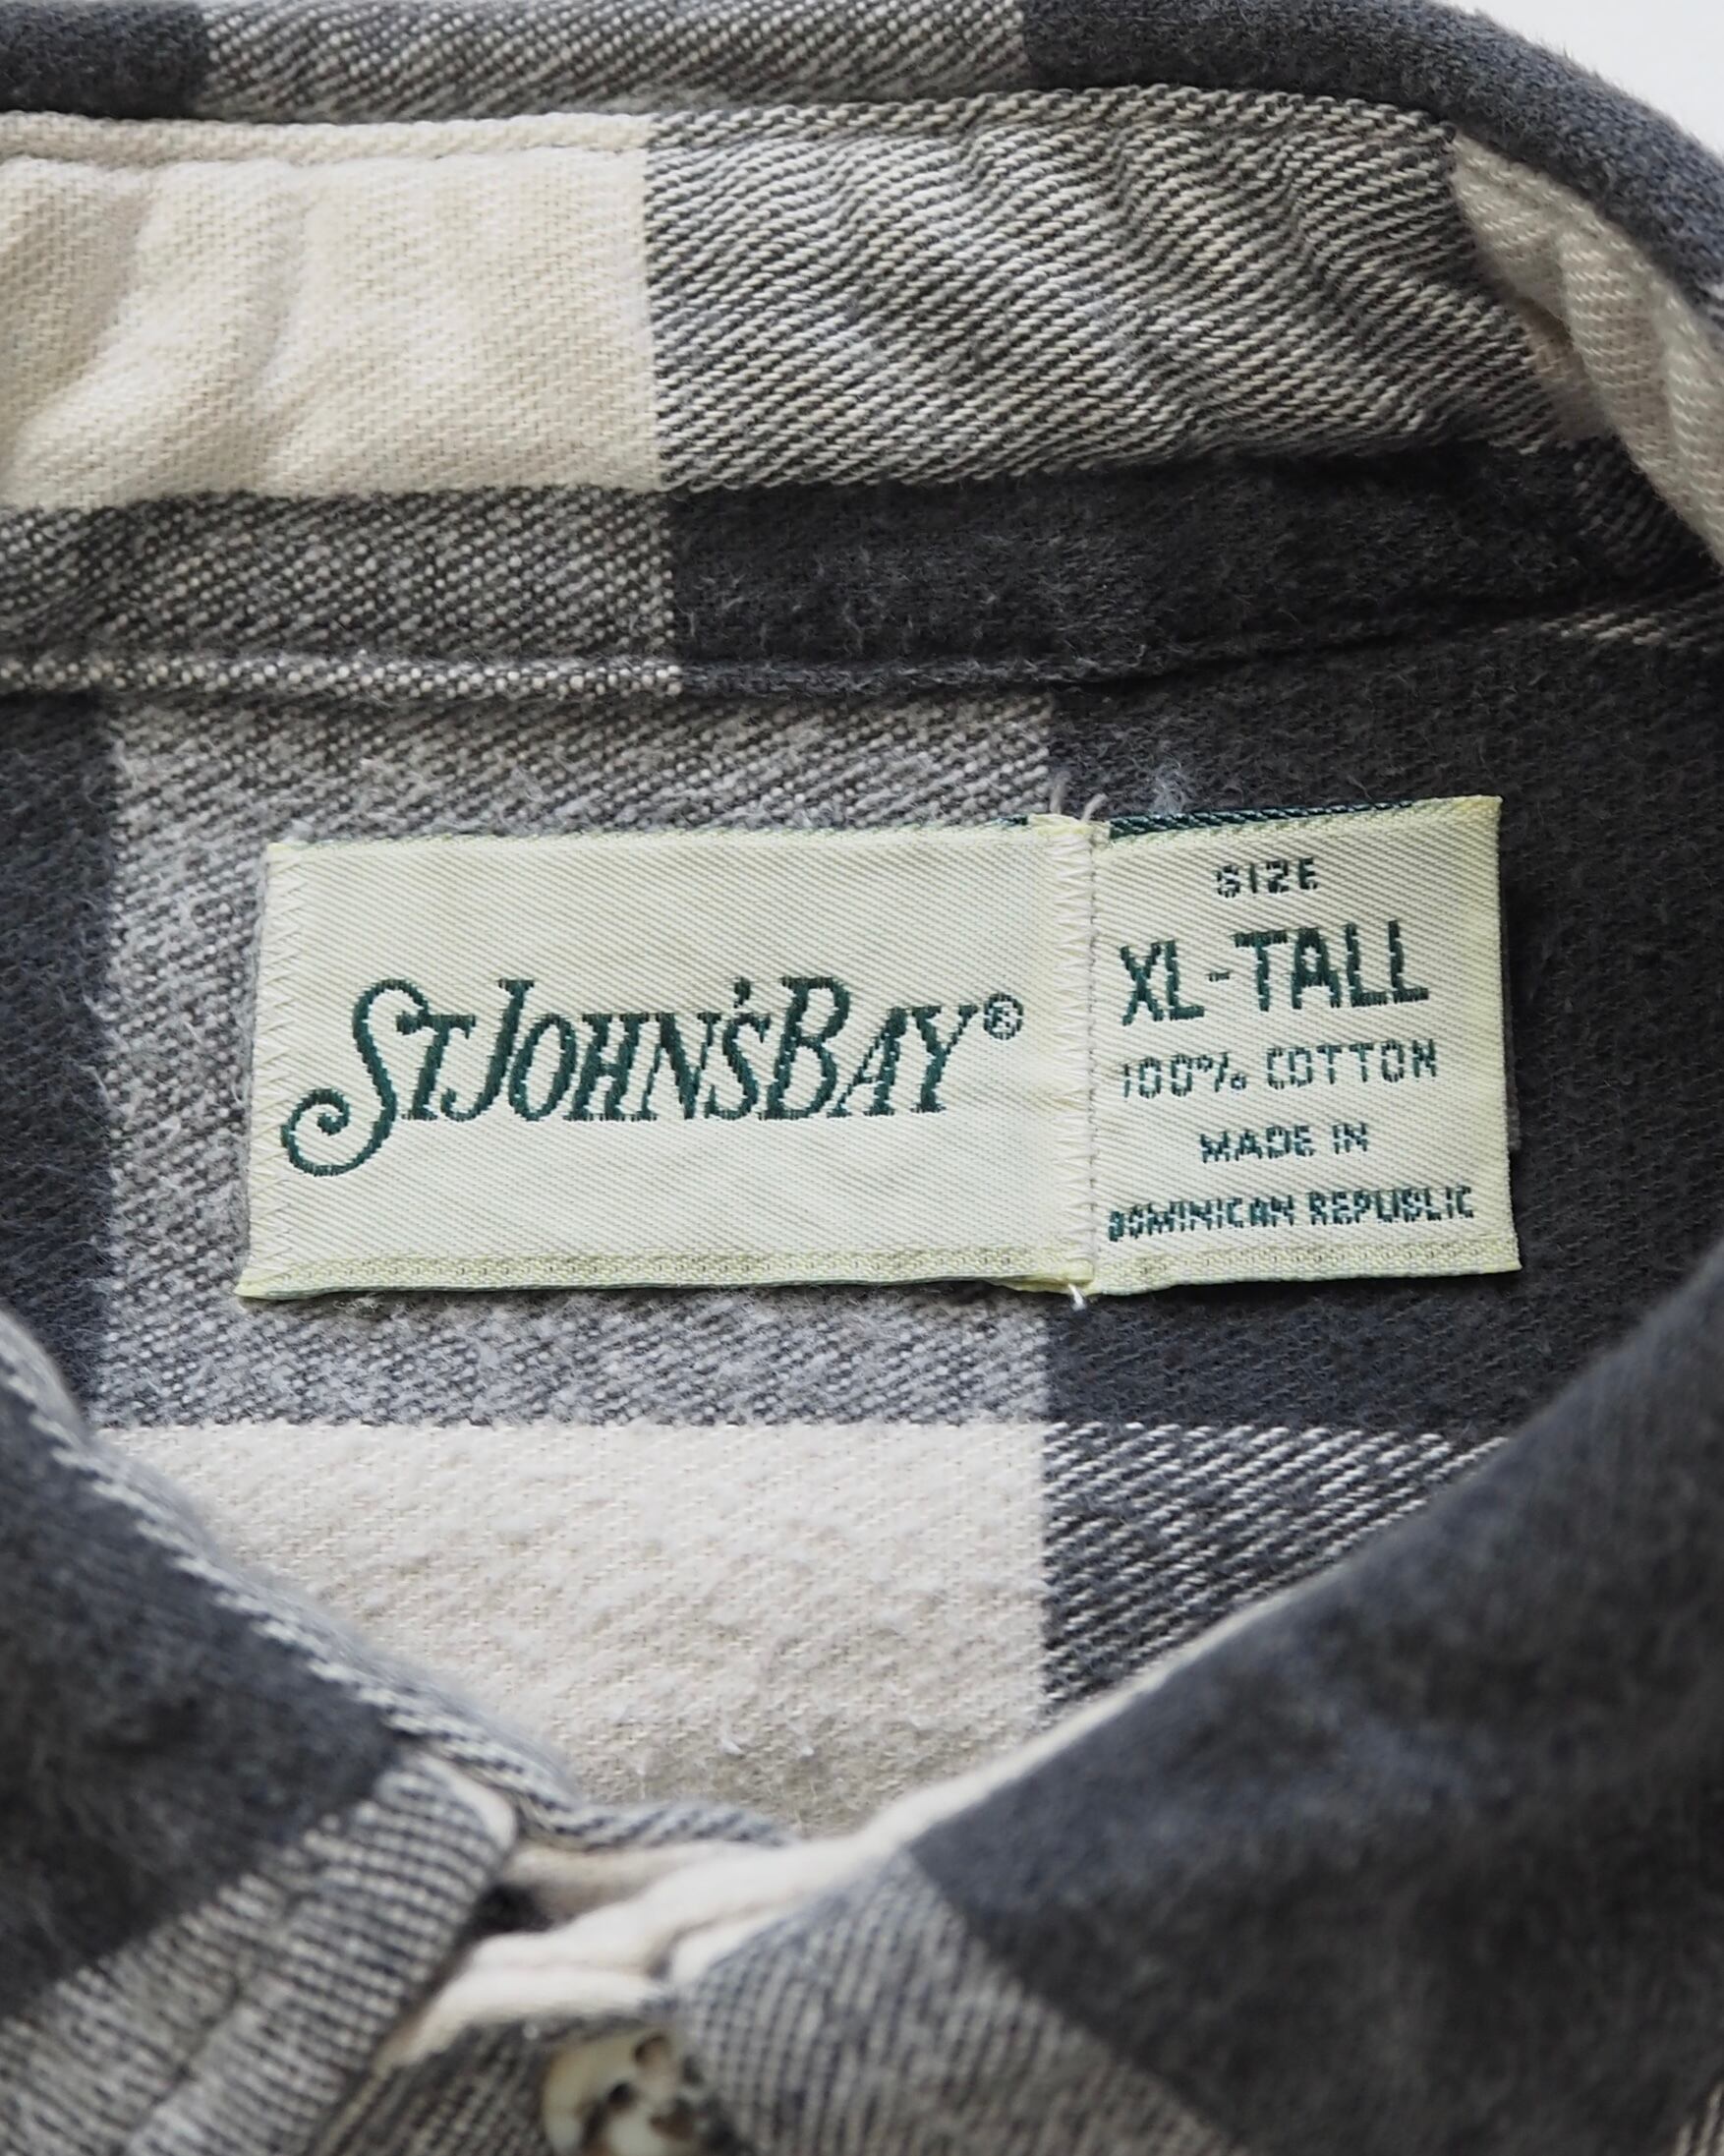 ST JOHN'S BAY®
SIZE
XL-TALL
100% COTTON
MADE IN
DOMINICAN REPUBLIC